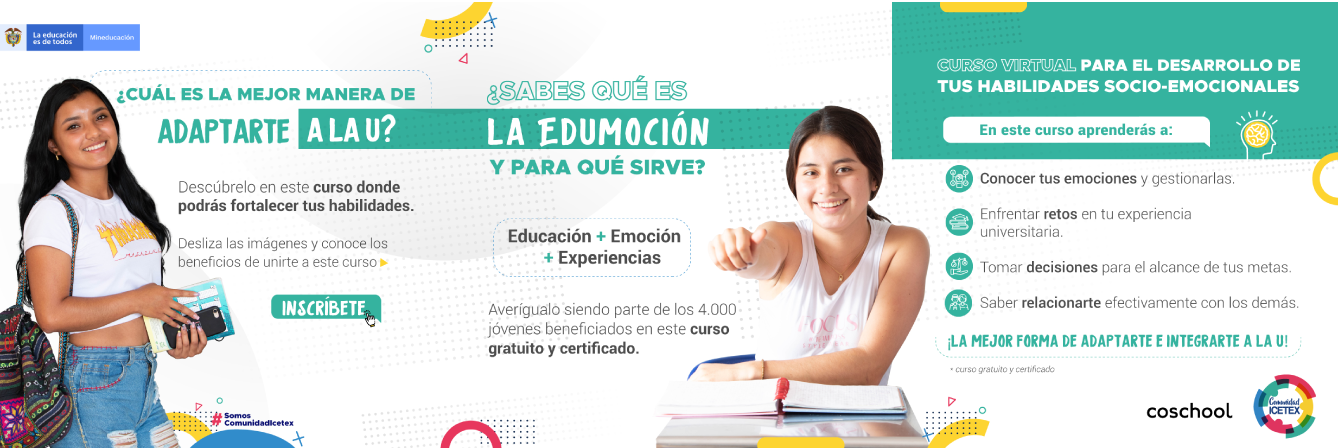 La educación
es de todos
Mineducación
¿CUÁL ES LA MEJOR MANERA DE
ADAPTARTE A LA U?
Descúbrelo en este curso donde
podrás fortalecer tus habilidades.
Desliza las imágenes y conoce los
beneficios de unirte a este curso
INSCRÍBETE
# Somos
ComunidadIcetex
¿SABES QUÉ ES
LA EDUMOCIÓN
Y PARA QUÉ SIRVE?
Educación + Emoción
+ Experiencias
Averígualo siendo parte de los 4.000
jóvenes beneficiados en este curso
gratuito y certificado.
CURSO VIRTUAL PARA EL DESARROLLO DE
TUS HABILIDADES SOCIO-EMOCIONALES
En este curso aprenderás a:
Conocer tus emociones y gestionarlas.
Enfrentar retos en tu experiencia
universitaria.
Tomar decisiones para el alcance de tus metas.
Saber relacionarte efectivamente con los demás.
¡LA MEJOR FORMA DE ADAPTARTE E INTEGRARTE A LA U!
* curso gratuito y certificado
coschool
Comunidad
ICETEX